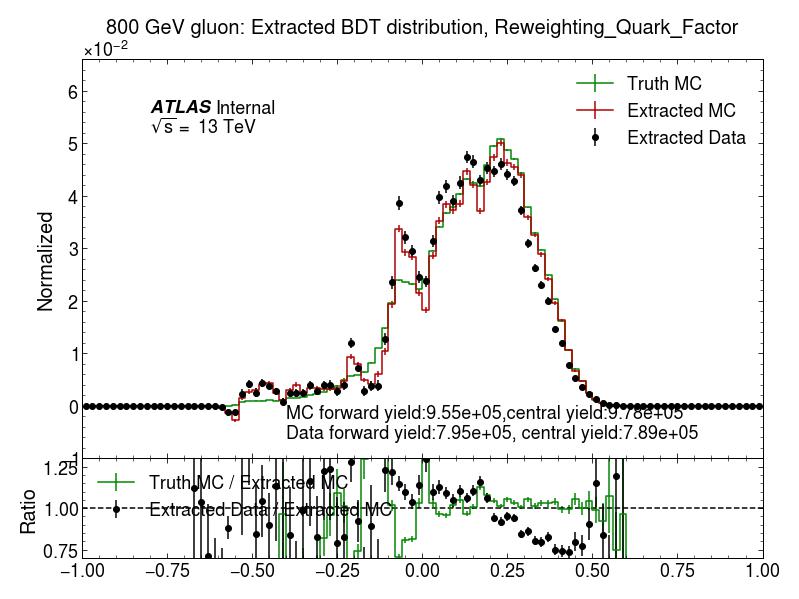 800 GeV gluon: Extracted BDT distribution, Reweighting_Quark_Factor
×10−2
ATLAS Internal
√s = 13 TeV
Truth MC
Extracted MC
Extracted Data
Normalized
6
5
4
3
2
1
0
1
MC forward yield:9.55e+05,central yield:9.78e+05
Data forward yield:7.95e+05, central yield:7.89e+05
Truth MC / Extracted MC
Extracted Data / Extracted MC
Ratio
1.25
1.00
0.75
−1.00 −0.75 −0.50 −0.25 0.00 0.25 0.50 0.75 1.00